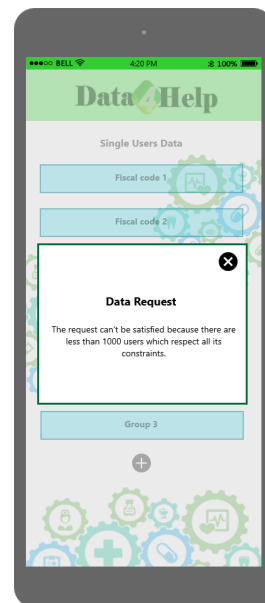 BELL 4:20 PM 100%
Data4Help
Single Users Data
Fiscal code 1
Fiscal code 2
Data Request
The request can't be satisfied because there are
less than 1000 users which respect all its
constraints.
Group 3